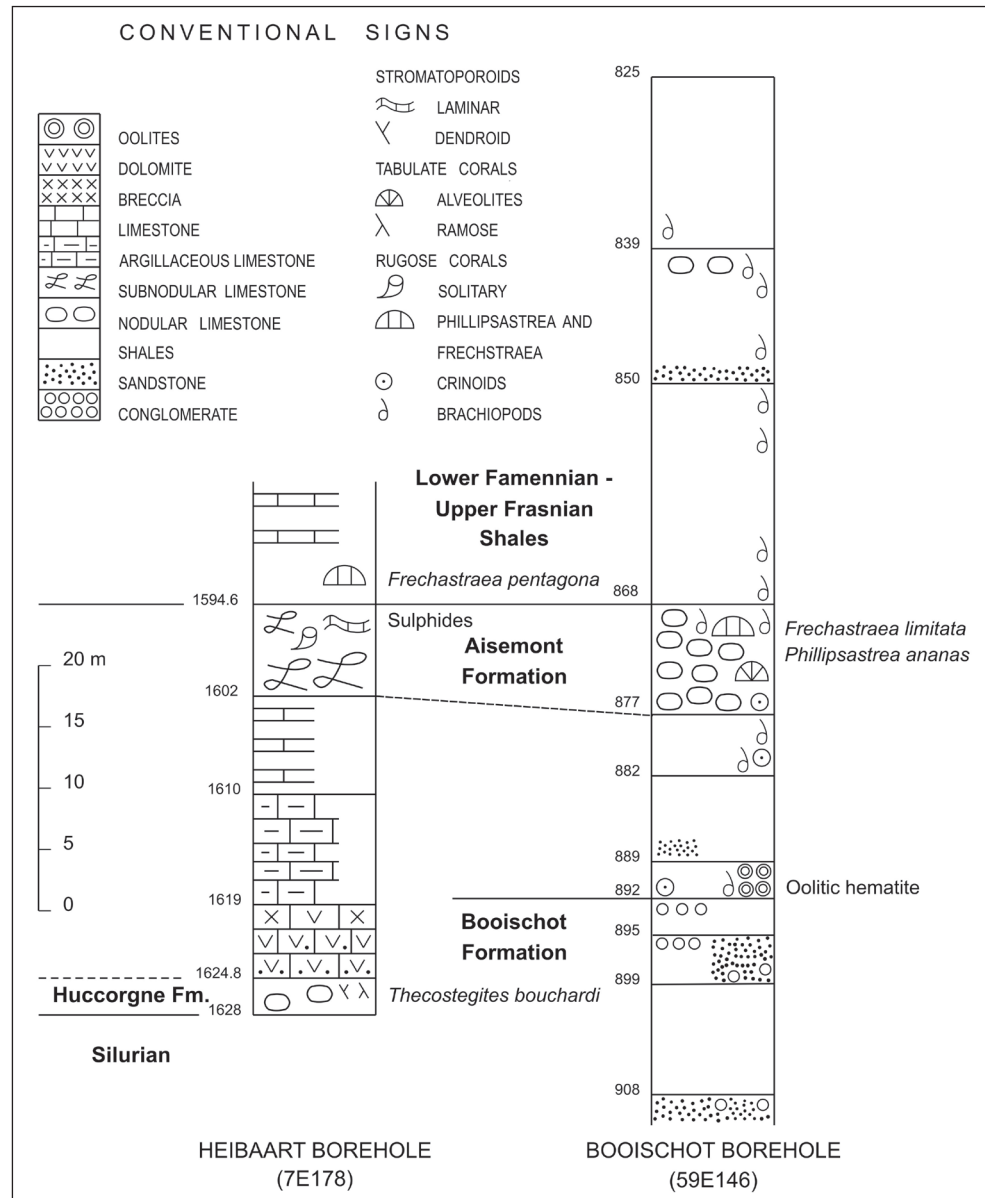 CONVENTIONAL SIGNS
OOLITES
DOLOMITE
BRECCIA
LIMESTONE
ARGILLACEOUS LIMESTONE
SUBNODULAR LIMESTONE
NODULAR LIMESTONE
SHALES
SANDSTONE
CONGLOMERATE
STROMATOPOROIDS
LAMINAR
DENDROID
TABULATE CORALS
ALVEOLITES
RAMOSE
RUGOSE CORALS
SOLITARY
PHILLIPSASTREA AND
FRECHSTRAEA
CRINOIDS
BRACHIOPODS
20 m
15
10
5
0
1594.6
1602
1610
1619
1624.8
1628
Huccorgne Fm.
Silurian
Lower Famennian -
Upper Frasnian
Shales
Frechastraea pentagona
Sulphides
Aisemont
Formation
Booischot
Formation
Thecostegites bouchardi
825
839
850
868
877
882
889
892
895
899
908
Frechastraea limitata
Phillipsastrea ananas
Oolitic hematite
HEIBAART BOREHOLE
(7E178)
BOOISCHOT BOREHOLE
(59E146)